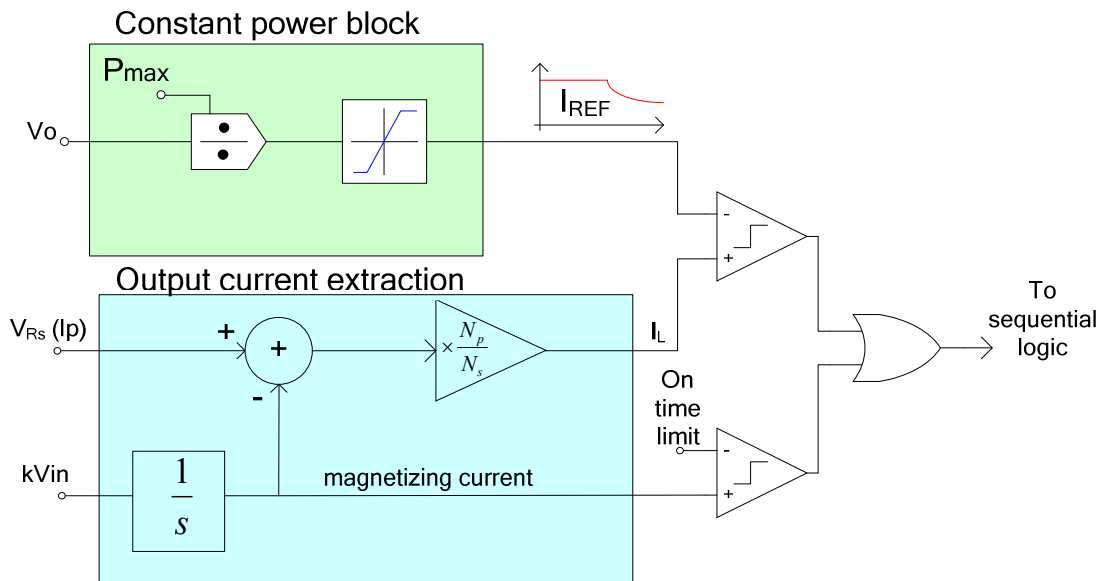 Constant power block
Pmax
Vo
IREF
-
+
Output current extraction
VRs (Ip)
+
+
-
× Np/Ns
IL
To
sequential
logic
On
time
limit
-
+
kVin
1/s
magnetizing current